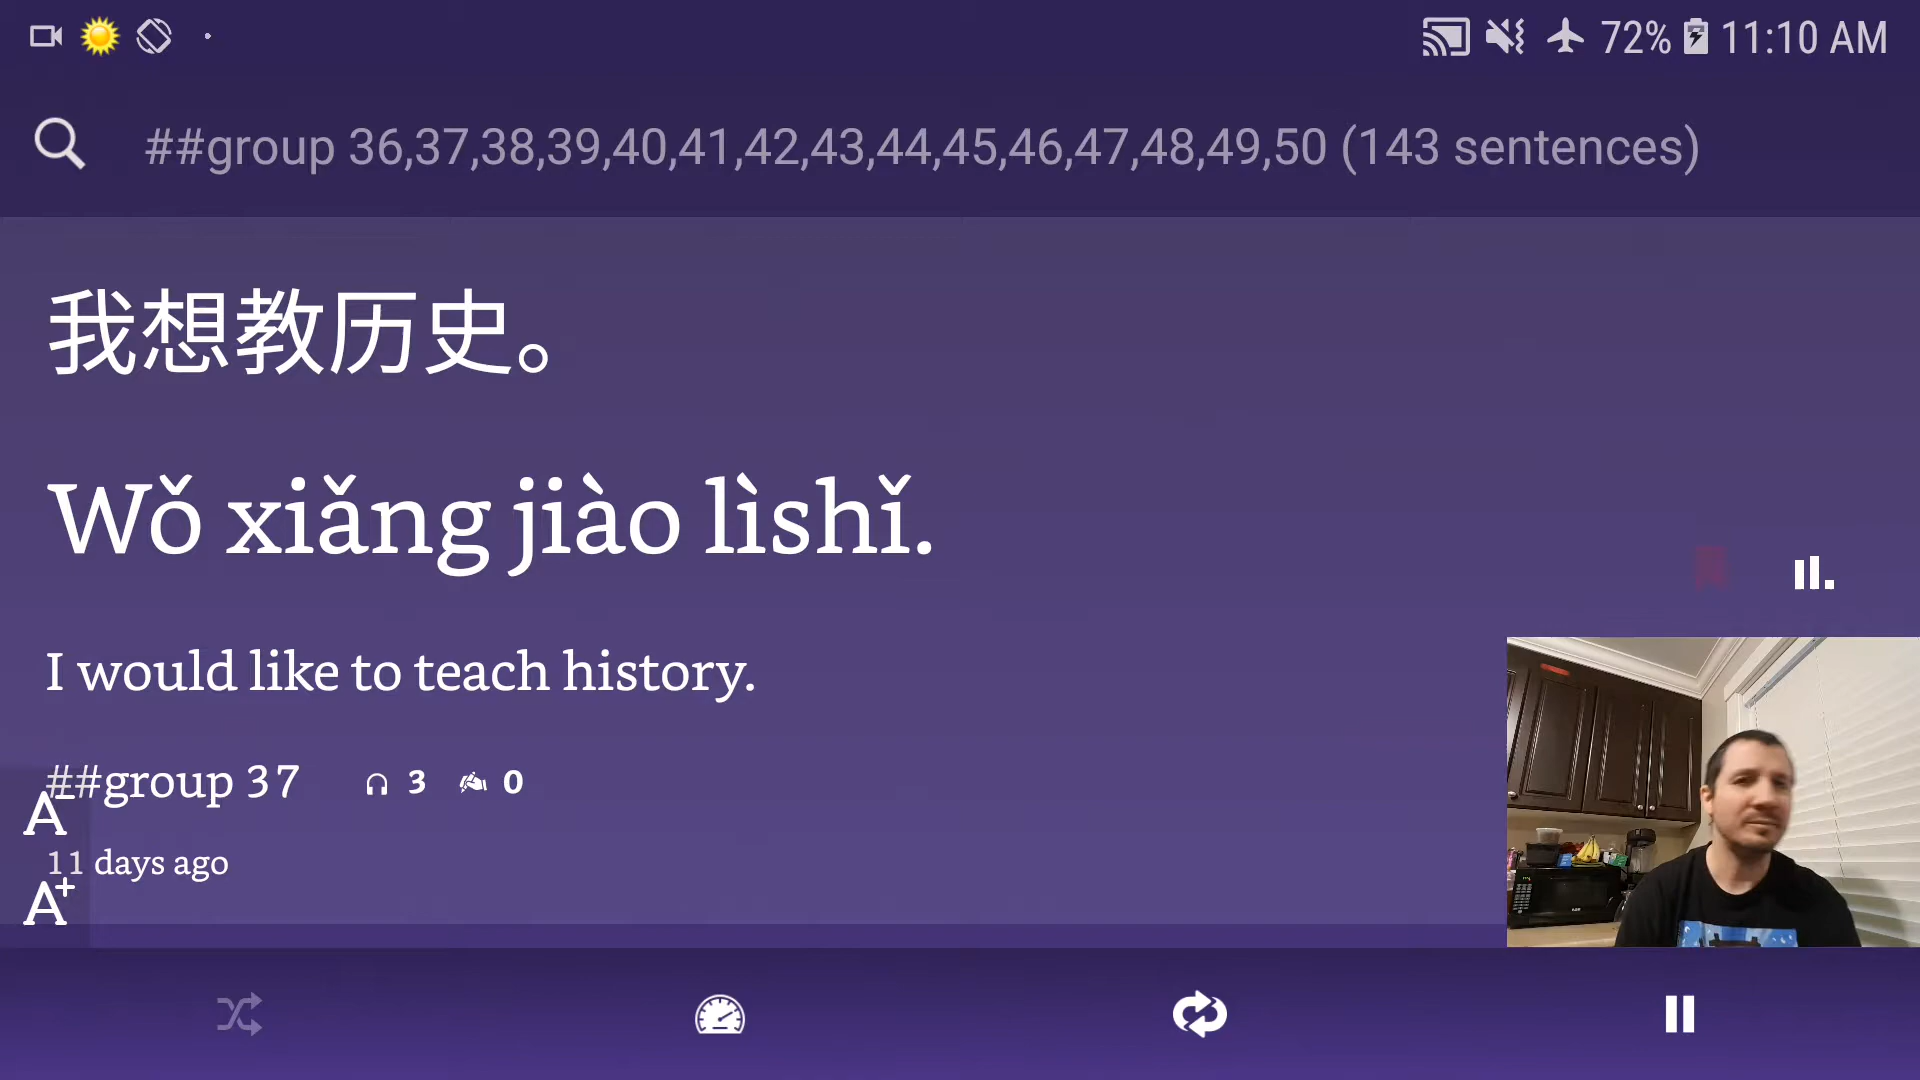 72% 11:10 AM
##group 36,37,38,39,40,41,42,43,44,45,46,47,48,49,50 (143 sentences)
我想教历史。
Wǒ xiǎng jiào lìshǐ.
I would like to teach history.
##group 37 3 0
A-
11 days ago
A+